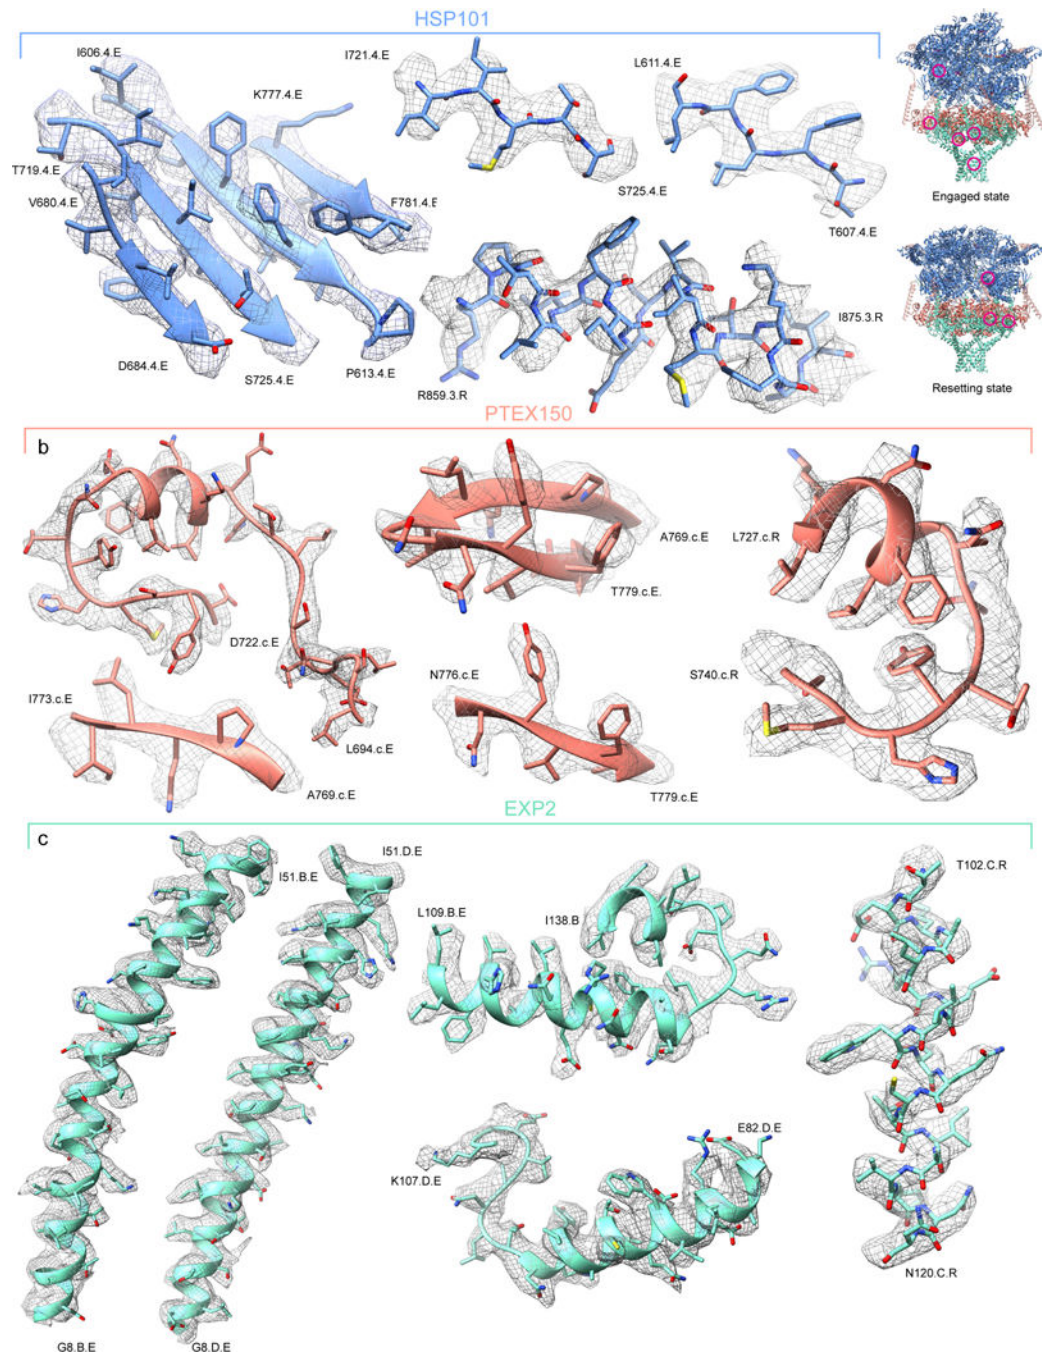 HSP101
I606.4.E
K777.4.E
T719.4.E
V680.4.E
F781.4.E
D684.4.E
S725.4.E
P613.4.E
I721.4.E
S725.4.E
L611.4.E
T607.4.E
R859.3.R
I875.3.R
Engaged state
Resetting state
PTEX150
b
D722.c.E
L694.c.E
I773.c.E
A769.c.E
A769.c.E
T779.c.E.
N776.c.E
T779.c.E
L727.c.R
S740.c.R
EXP2
c
I51.B.E
I51.D.E
G8.B.E
G8.D.E
L109.B.E
I138.B
K107.D.E
E82.D.E
T102.C.R
N120.C.R